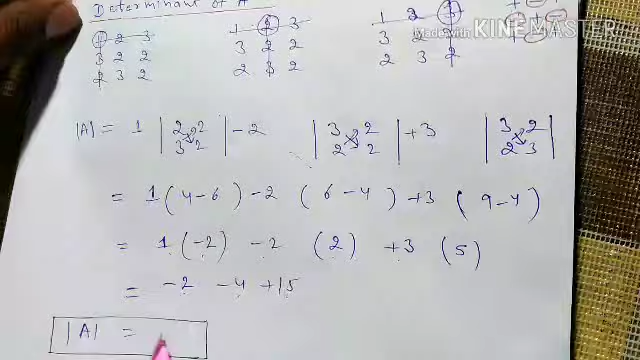 Determinant of A
1 2 3   1 2 3   1 2 3
3 2 2   3 2 2   3 2 2
2 3 2   2 3 2   2 3 2
Made with KINEMASTER
|A| = 1 | 2 2 | - 2 | 3 2 | + 3 | 3 2 |
3 2   2 2   2 3
= 1 ( 4 - 6 ) - 2 ( 6 - 4 ) + 3 ( 9 - 4 )
= 1 ( - 2 ) - 2 ( 2 ) + 3 ( 5 )
= - 2 - 4 + 15
|A| =